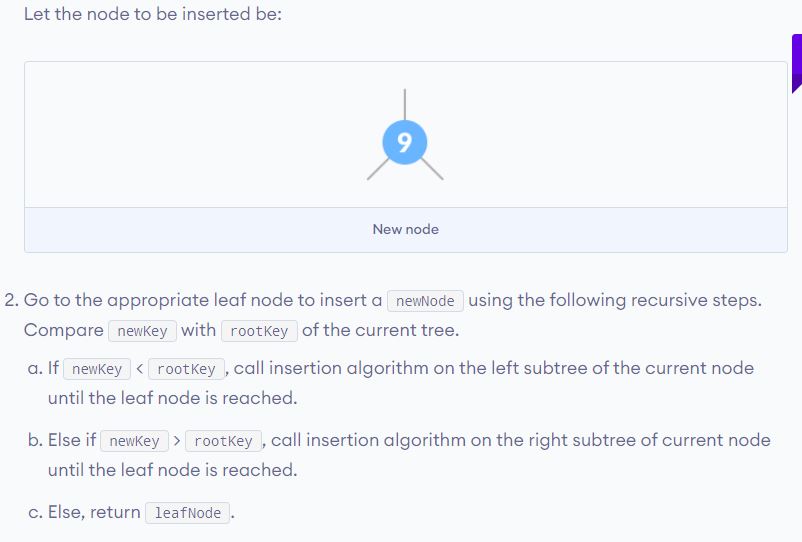 Let the node to be inserted be:
9
New node
2. Go to the appropriate leaf node to insert a newNode using the following recursive steps.
Compare newKey with rootKey of the current tree.
a. If newKey < rootKey, call insertion algorithm on the left subtree of the current node
until the leaf node is reached.
b. Else if newKey > rootKey, call insertion algorithm on the right subtree of current node
until the leaf node is reached.
c. Else, return leafNode.